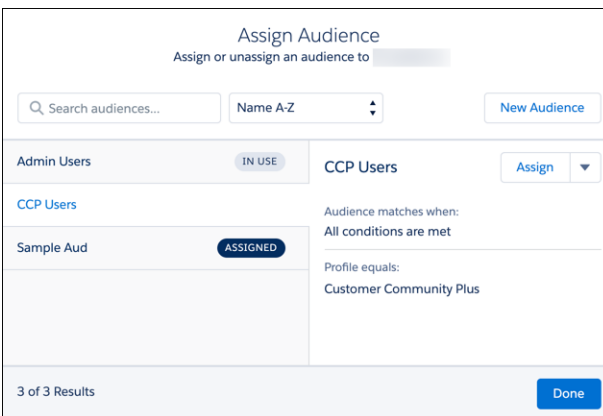 Assign Audience
Assign or unassign an audience to
Search audiences...
Name A-Z
New Audience
Admin Users
IN USE
CCP Users
Sample Aud
ASSIGNED
CCP Users
Assign
Audience matches when:
All conditions are met
Profile equals:
Customer Community Plus
3 of 3 Results
Done